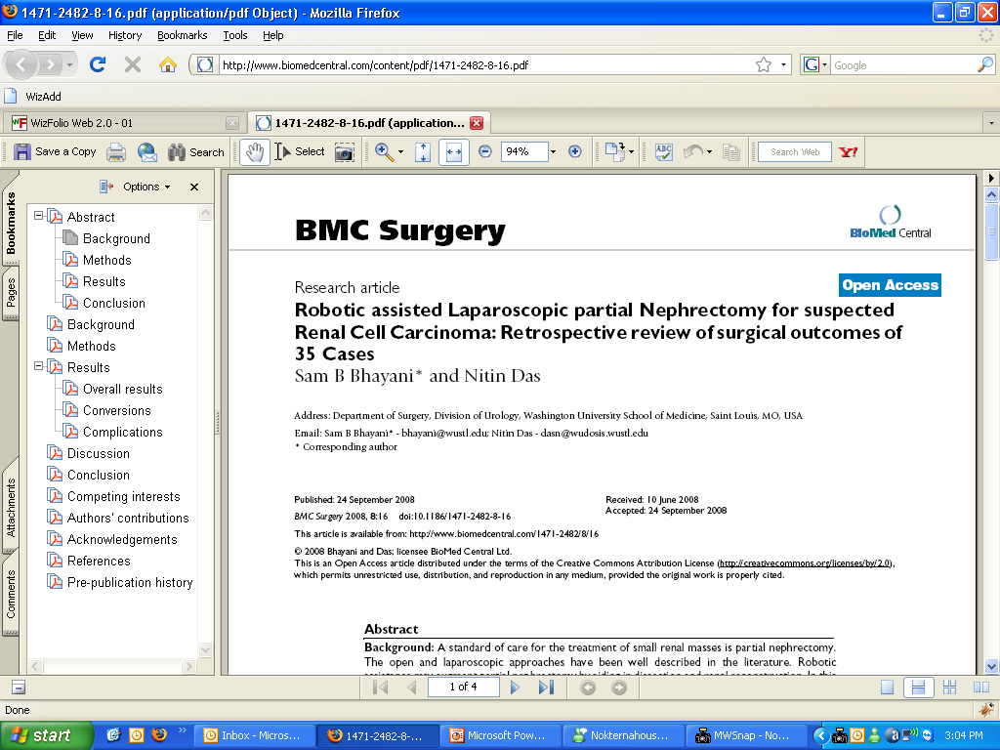 1471-2482-8-16.pdf (application/pdf Object) - Mozilla Firefox
File Edit View History Bookmarks Tools Help
http://www.biomedcentral.com/content/pdf/1471-2482-8-16.pdf
G Google
WizAdd
WizFolio Web 2.0 - 01
1471-2482-8-16.pdf (application...
Save a Copy Search Select 94% Search Web Y!
Options
Bookmarks
Pages
Attachments
Comments
Abstract
Background
Methods
Results
Conclusion
Background
Methods
Results
Overall results
Conversions
Complications
Discussion
Conclusion
Competing interests
Authors' contributions
Acknowledgements
References
Pre-publication history
BMC Surgery
BioMed Central
Open Access
Research article
Robotic assisted Laparoscopic partial Nephrectomy for suspected
Renal Cell Carcinoma: Retrospective review of surgical outcomes of
35 Cases
Sam B Bhayani* and Nitin Das
Address: Department of Surgery, Division of Urology, Washington University School of Medicine, Saint Louis, MO, USA
Email: Sam B Bhayani* - bhayani@wustl.edu; Nitin Das - dasn@wudosis.wustl.edu
* Corresponding author
Published: 24 September 2008
BMC Surgery 2008, 8:16 doi:10.1186/1471-2482-8-16
Received: 10 June 2008
Accepted: 24 September 2008
This article is available from: http://www.biomedcentral.com/1471-2482/8/16
© 2008 Bhayani and Das; licensee BioMed Central Ltd.
This is an Open Access article distributed under the terms of the Creative Commons Attribution License (http://creativecommons.org/licenses/by/2.0),
which permits unrestricted use, distribution, and reproduction in any medium, provided the original work is properly cited.
Abstract
Background: A standard of care for the treatment of small renal masses is partial nephrectomy.
The open and laparoscopic approaches have been well described in the literature. Robotic
assistance may augment partial nephrectomy by aiding in dissection and renal reconstruction. In this
1 of 4
Done
start
Inbox - Micros...
1471-2482-8-...
Microsoft Pow...
Nokternahous...
MWSnap - No...
3:04 PM